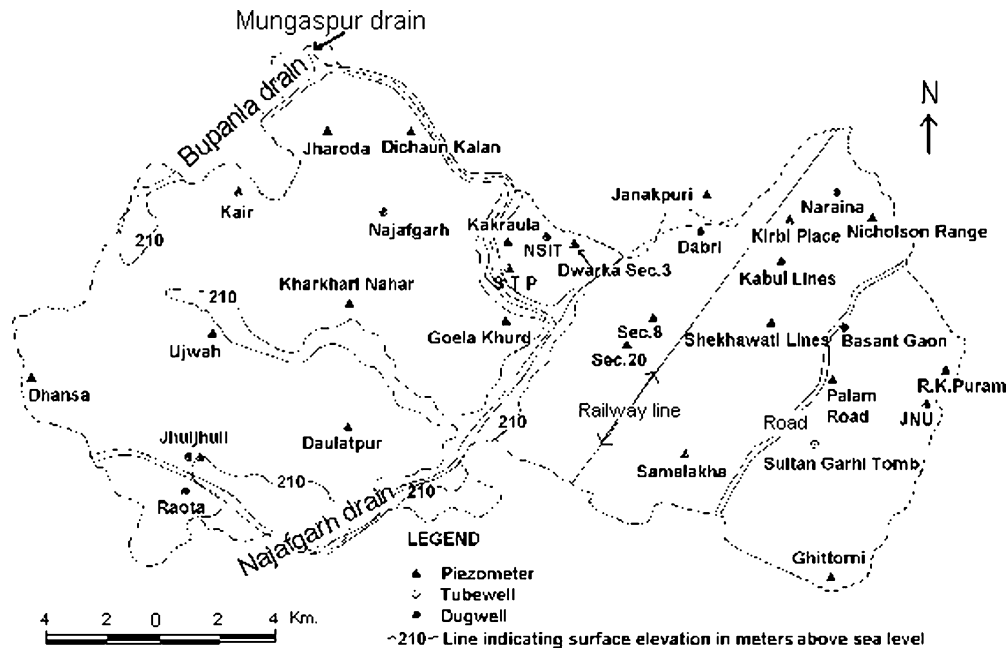 Mungaspur drain
Bupania drain
N
Jharoda
Dichaun Kalan
Kair
Najafgarh
Janakpuri
Naraina
210
Kakraula
NSIT
Dabri
Kirbi Place
Nicholson Range
Dwarka Sec.3
S T P
Kabul Lines
210
Kharkhari Nahar
Ujwah
Goela Khurd
Sec.8
Shekhawati Lines
Basant Gaon
Sec.20
Dhansa
R.K.Puram
Palam
Road
JNU
Railway line
Road
210
Jhuljhuli
Daulatpur
Samalakha
Sultan Garhi Tomb
210
Raota
210
Najafgarh drain
LEGEND
Ghittorni
Piezometer
Tubewell
Dugwell
~210~ Line indicating surface elevation in meters above sea level
4 2 0 2 4 Km.